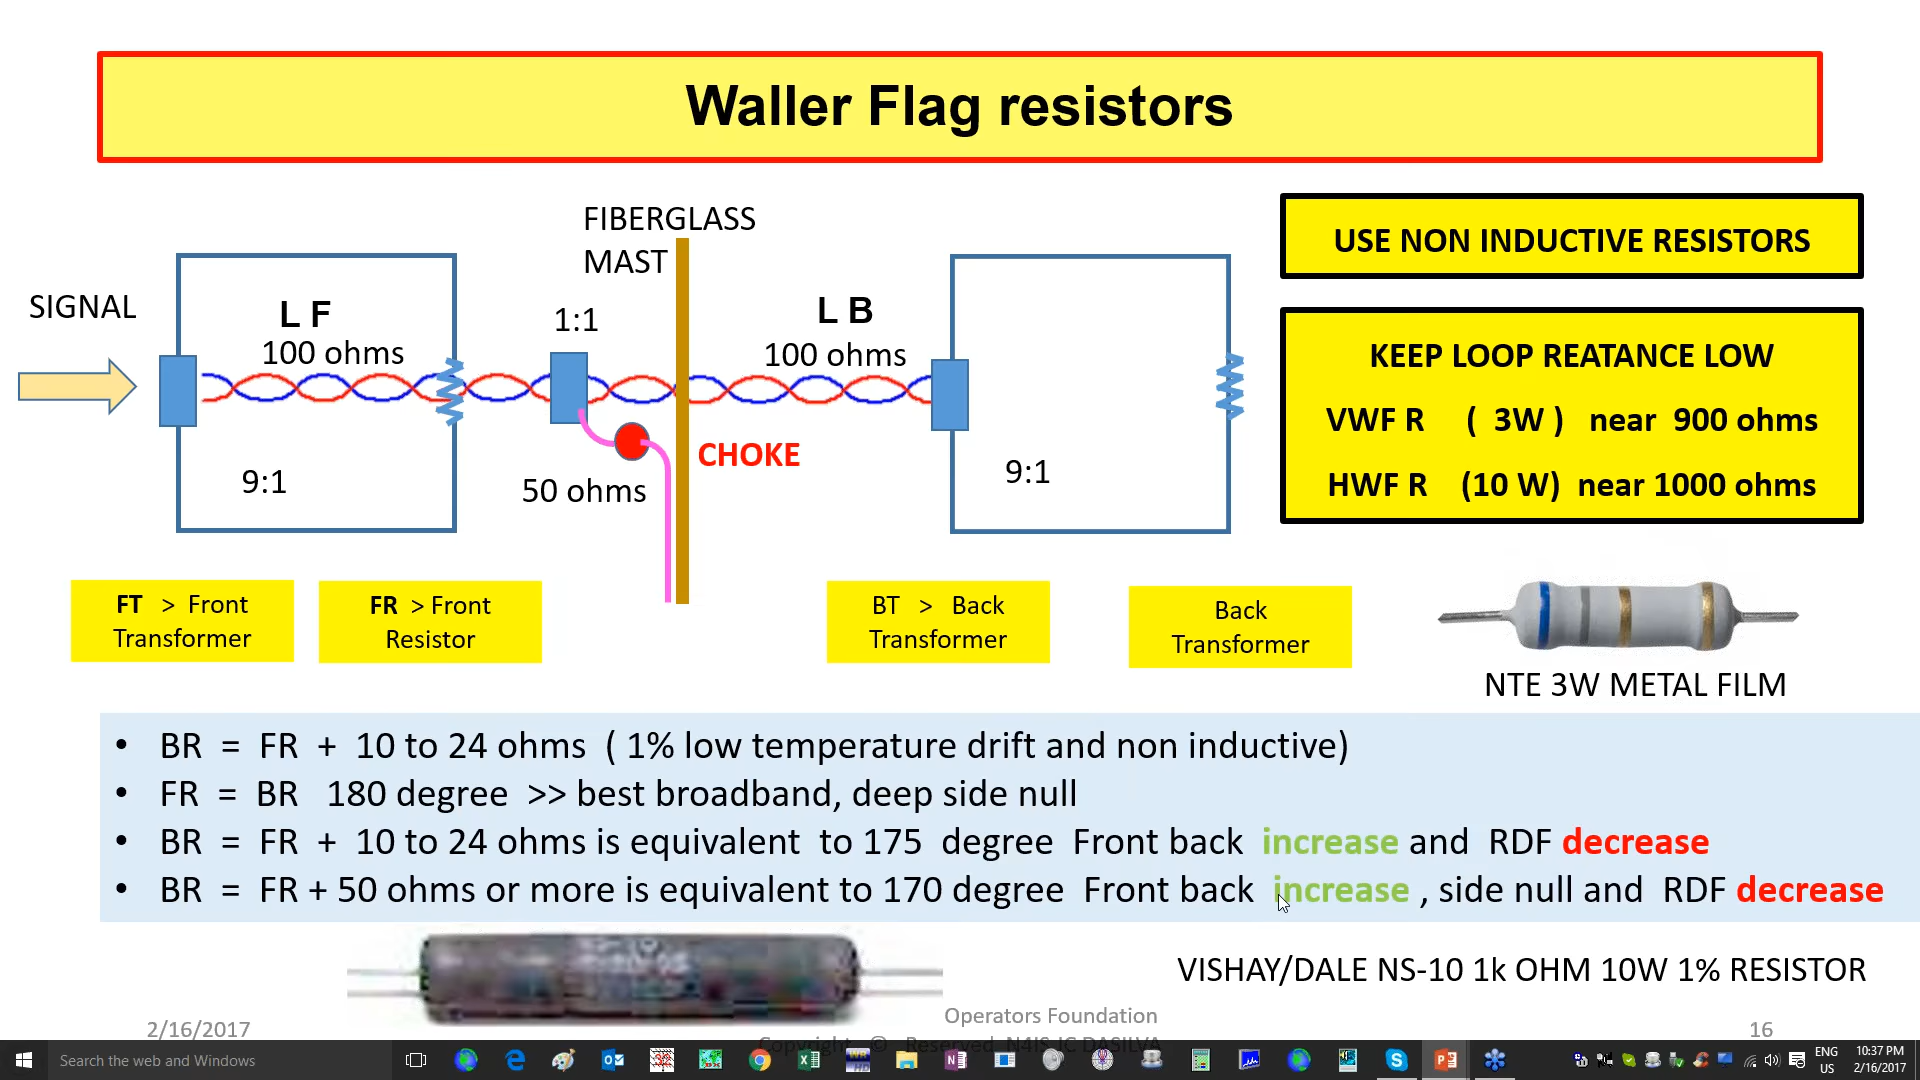 Waller Flag resistors
FIBERGLASS
MAST
SIGNAL
L F
100 ohms
1:1
L B
100 ohms
CHOKE
50 ohms
9:1
9:1
USE NON INDUCTIVE RESISTORS
KEEP LOOP REATANCE LOW
VWF R ( 3W ) near 900 ohms
HWF R (10 W) near 1000 ohms
FT > Front
Transformer
FR > Front
Resistor
BT > Back
Transformer
Back
Transformer
NTE 3W METAL FILM
• BR = FR + 10 to 24 ohms ( 1% low temperature drift and non inductive)
• FR = BR 180 degree >> best broadband, deep side null
• BR = FR + 10 to 24 ohms is equivalent to 175 degree Front back increase and RDF decrease
• BR = FR + 50 ohms or more is equivalent to 170 degree Front back increase , side null and RDF decrease
VISHAY/DALE NS-10 1k OHM 10W 1% RESISTOR
2/16/2017
Operators Foundation
Copyright © Reserved N4IS JC DASILVA
16
Search the web and Windows
ENG
US
10:37 PM
2/16/2017